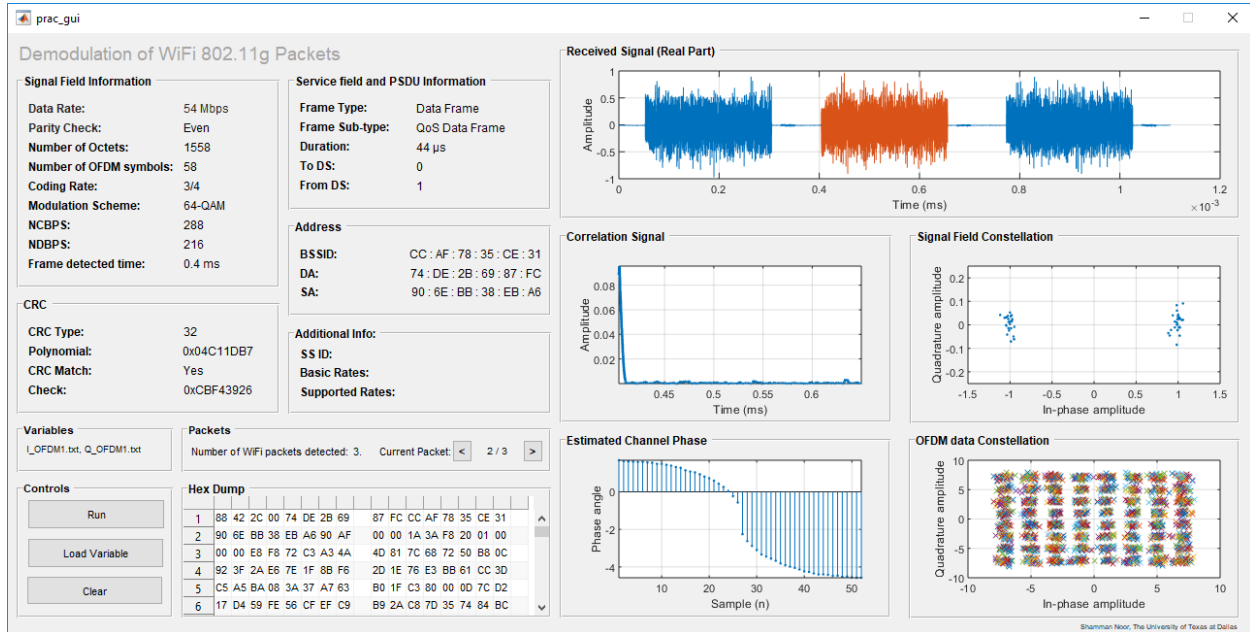 prac_gui
Demodulation of WiFi 802.11g Packets
Signal Field Information
Data Rate: 54 Mbps
Parity Check: Even
Number of Octets: 1558
Number of OFDM symbols: 58
Coding Rate: 3/4
Modulation Scheme: 64-QAM
NCBPS: 288
NDBPS: 216
Frame detected time: 0.4 ms
Service field and PSDU Information
Frame Type: Data Frame
Frame Sub-type: QoS Data Frame
Duration: 44 µs
To DS: 0
From DS: 1
Address
BSSID: CC : AF : 78 : 35 : CE : 31
DA: 74 : DE : 2B : 69 : 87 : FC
SA: 90 : 6E : BB : 38 : EB : A6
CRC
CRC Type: 32
Polynomial: 0x04C11DB7
CRC Match: Yes
Check: 0xCBF43926
Additional Info:
SS ID:
Basic Rates:
Supported Rates:
Variables
I_OFDM1.txt, Q_OFDM1.txt
Packets
Number of WiFi packets detected: 3. Current Packet: < 2 / 3 >
Controls
Run
Load Variable
Clear
Hex Dump
1 88 42 2C 00 74 DE 2B 69 87 FC CC AF 78 35 CE 31
2 90 6E BB 38 EB A6 90 AF 00 00 1A 3A F8 20 01 00
3 00 00 E8 F8 72 C3 A3 4A 4D 81 7C 68 72 50 B8 0C
4 92 3F 2A E6 7E 1F 8B F6 2D 1E 76 E3 BB 61 CC 3D
5 C5 A5 BA 08 3A 37 A7 63 B0 1F C3 80 00 0D 7C D2
6 17 D4 59 FE 56 CF EF C9 B9 2A C8 7D 35 74 84 BC
Received Signal (Real Part)
Amplitude
1
0.5
0
-0.5
-1
0 0.2 0.4 0.6 0.8 1 1.2
Time (ms)
×10⁻³
Correlation Signal
Amplitude
0.08
0.06
0.04
0.02
0.45 0.5 0.55 0.6
Time (ms)
Signal Field Constellation
Quadrature amplitude
0.2
0.1
0
-0.1
-0.2
-1.5 -1 -0.5 0 0.5 1 1.5
In-phase amplitude
Estimated Channel Phase
Phase angle
0
-2
-4
10 20 30 40 50
Sample (n)
OFDM data Constellation
Quadrature amplitude
10
5
0
-5
-10
-10 -5 0 5 10
In-phase amplitude
Shamman Noor, The University of Texas at Dallas